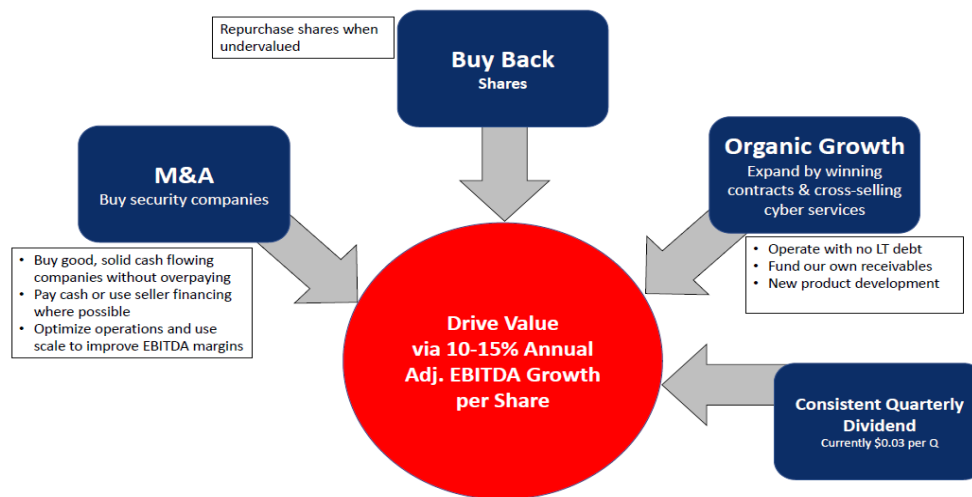 Repurchase shares when
undervalued
Buy Back
Shares
M&A
Buy security companies
• Buy good, solid cash flowing
companies without overpaying
• Pay cash or use seller financing
where possible
• Optimize operations and use
scale to improve EBITDA margins
Organic Growth
Expand by winning
contracts & cross-selling
cyber services
• Operate with no LT debt
• Fund our own receivables
• New product development
Drive Value
via 10-15% Annual
Adj. EBITDA Growth
per Share
Consistent Quarterly
Dividend
Currently $0.03 per Q